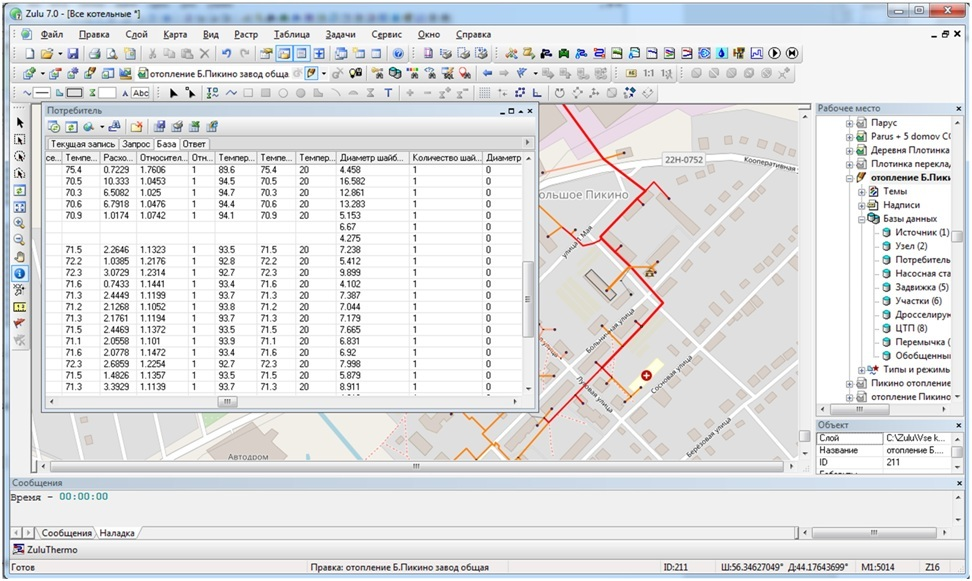 Zulu 7.0 - [Все котельные *]
Файл Правка Слой Карта Вид Растр Таблица Задачи Сервис Окно Справка
отопление Б.Пикино завод обща
Abc
1:1
Потребитель
Текущая запись Запрос База Ответ
се... Темпе... Расхо... Относител... Отн... Темпер... Темпе... Темпер... Диаметр шайб... Количество шай... Диаметр
75.4 0.7229 1.7606 1 89.6 75.4 20 4.458 1 0
70.5 10.333 1.0453 1 94.5 70.5 20 16.582 1 0
70.3 6.5082 1.025 1 94.7 70.3 20 12.861 1 0
70.6 6.7918 1.0476 1 94.4 70.6 20 13.283 1 0
70.9 1.0174 1.0742 1 94.1 70.9 20 5.153 1 0
6.67 1 0
4.275 1 0
71.5 2.2646 1.1323 1 93.5 71.5 20 7.238 1 0
72.2 1.0385 1.2176 1 92.8 72.2 20 5.412 1 0
72.3 3.0729 1.2314 1 92.7 72.3 20 9.899 1 0
71.6 0.7433 1.1441 1 93.4 71.6 20 4.102 1 0
71.3 2.4449 1.1199 1 93.7 71.3 20 7.387 1 0
71.2 2.1268 1.1052 1 93.8 71.2 20 7.044 1 0
71.3 2.1761 1.1194 1 93.7 71.3 20 7.179 1 0
71.5 2.4469 1.1372 1 93.5 71.5 20 7.665 1 0
71.1 2.0558 1.101 1 93.9 71.1 20 6.831 1 0
71.6 2.0778 1.1472 1 93.4 71.6 20 6.92 1 0
72.3 2.6859 1.2254 1 92.7 72.3 20 7.998 1 0
71.5 1.4826 1.1357 1 93.5 71.5 20 5.879 1 0
71.3 3.3929 1.1139 1 93.7 71.3 20 8.911 1 0
22Н-0752
Кооперативная
ольшое Пикино
улица 1 Мая
Больничная улица
Луговая улица
Сосновая улица
Берёзовая улица
Автодром
Рабочее место
Парус
Parus + 5 domov СС
Деревня Плотинка
Плотинка перекла
отопление Б.Пики
Темы
Надписи
Базы данных
Источник (1)
Узел (2)
Потребитель
Насосная ста
Задвижка (5)
Участки (6)
Дросселирую
ЦТП (8)
Перемычка (
Обобщенны
Типы и режимы
Пикино отопление
отопление Пикино
Объект
Слой C:\Zulu\Vse k...
Название отопление Б....
ID 211
Сообщения
Время - 00:00:00
Сообщения Наладка
ZuluThermo
Готов Правка: отопление Б.Пикино завод общая ID:211 Ш:56.34627049° Д:44.17643699° М1:5014 Z16